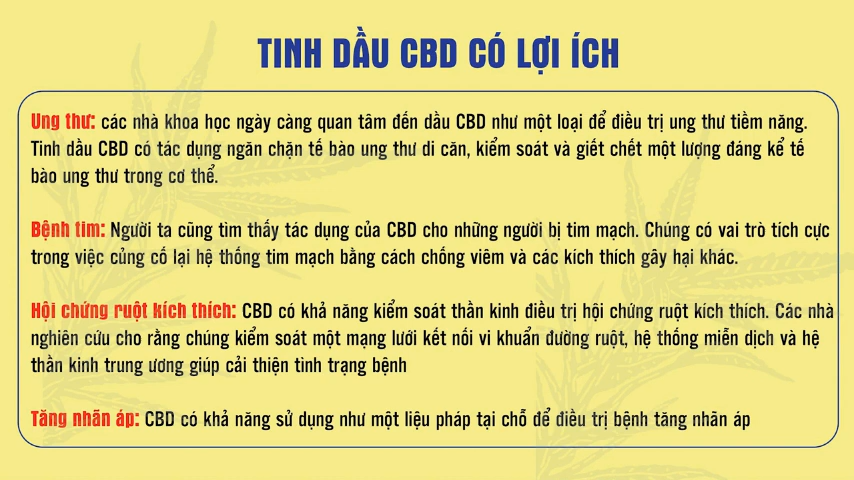 TINH DẦU CBD CÓ LỢI ÍCH
Ung thư: các nhà khoa học ngày càng quan tâm đến dầu CBD như một loại để điều trị ung thư tiềm năng.
Tinh dầu CBD có tác dụng ngăn chặn tế bào ung thư di căn, kiểm soát và giết chết một lượng đáng kể tế
bào ung thư trong cơ thể.
Bệnh tim: Người ta cũng tìm thấy tác dụng của CBD cho những người bị tim mạch. Chúng có vai trò tích cực
trong việc củng cố lại hệ thống tim mạch bằng cách chống viêm và các kích thích gây hại khác.
Hội chứng ruột kích thích: CBD có khả năng kiểm soát thần kinh điều trị hội chứng ruột kích thích. Các nhà
nghiên cứu cho rằng chúng kiểm soát một mạng lưới kết nối vi khuẩn đường ruột, hệ thống miễn dịch và hệ
thần kinh trung ương giúp cải thiện tình trạng bệnh
Tăng nhãn áp: CBD có khả năng sử dụng như một liệu pháp tại chỗ để điều trị bệnh tăng nhãn áp